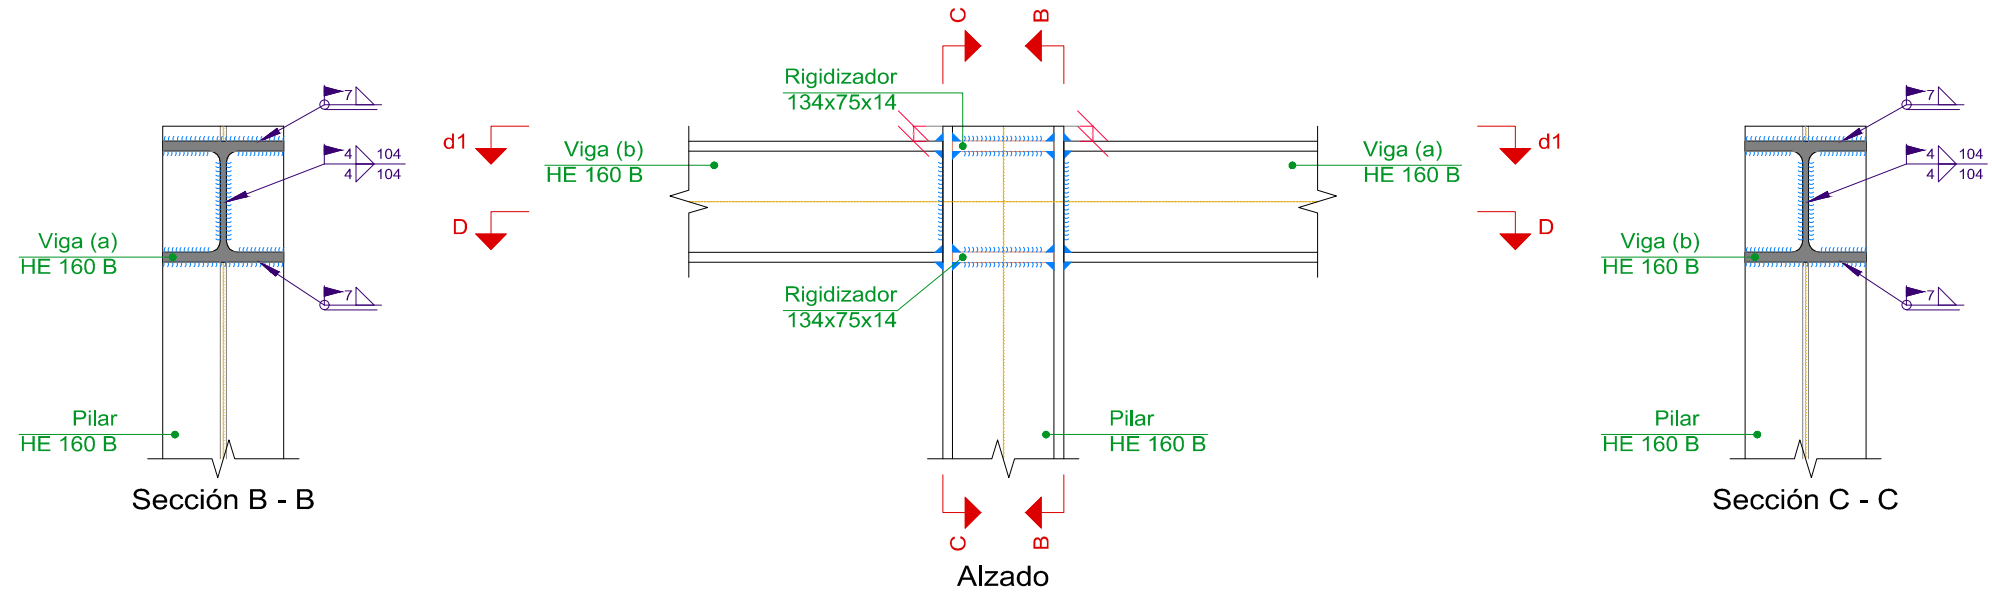 7
4
104
4
104
Viga (a)
HE 160 B
7
Pilar
HE 160 B
Sección B - B
C
B
Rigidizador
134x75x14
d1
Viga (b)
HE 160 B
Viga (a)
HE 160 B
d1
D
D
Rigidizador
134x75x14
Pilar
HE 160 B
C
B
Alzado
7
4
104
4
104
Viga (b)
HE 160 B
7
Pilar
HE 160 B
Sección C - C